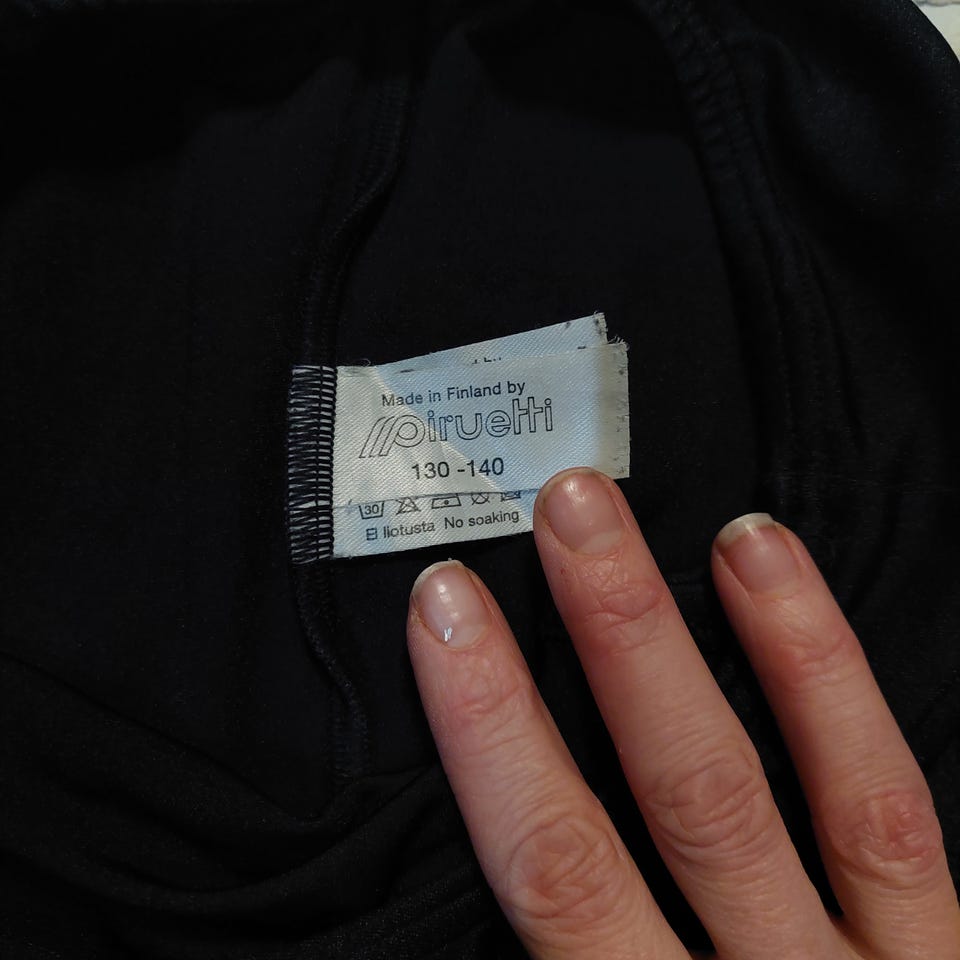 Made in Finland by
piruetti
130 -140
30
Ei liotusta No soaking